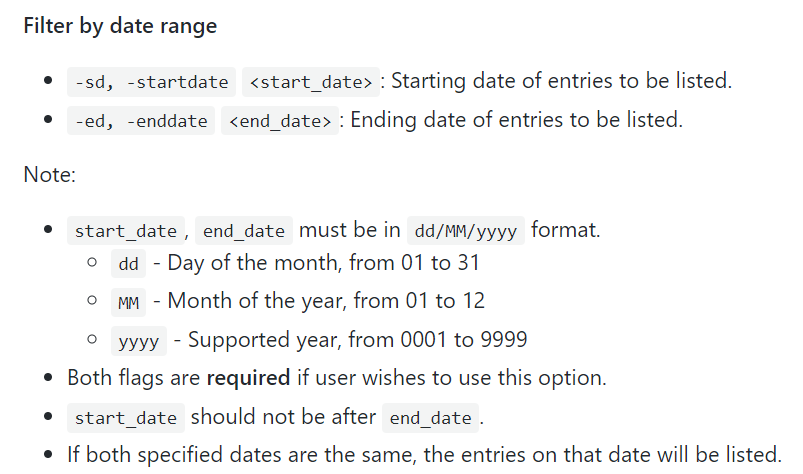 Filter by date range
-sd, -startdate <start_date>: Starting date of entries to be listed.
-ed, -enddate <end_date>: Ending date of entries to be listed.
Note:
start_date, end_date must be in dd/MM/yyyy format.
dd - Day of the month, from 01 to 31
MM - Month of the year, from 01 to 12
yyyy - Supported year, from 0001 to 9999
Both flags are required if user wishes to use this option.
start_date should not be after end_date.
If both specified dates are the same, the entries on that date will be listed.